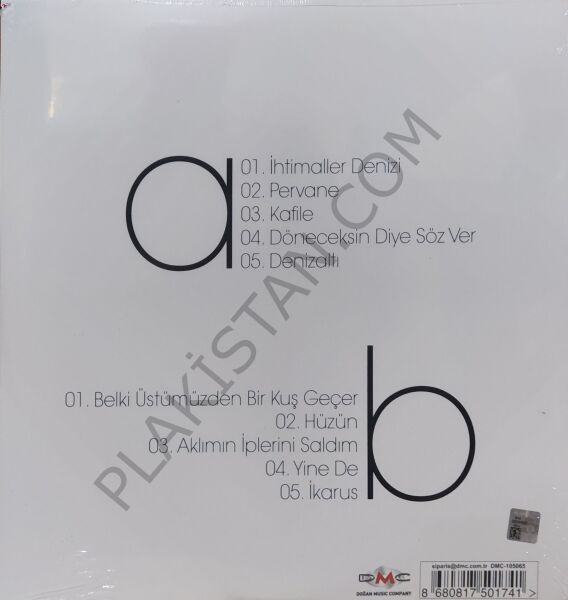 a
01. İhtimaller Denizi
02. Pervane
03. Kafile
04. Döneceksin Diye Söz Ver
05. Denizaltı
b
01. Belki Üstümüzden Bir Kuş Geçer
02. Hüzün
03. Aklımın İplerini Saldım
04. Yine De
05. İkarus
PLAKİSTAN.COM
siparis@dmc.com.tr DMC-105065
DMC
DOĞAN MUSIC COMPANY
8 680817 501741 >